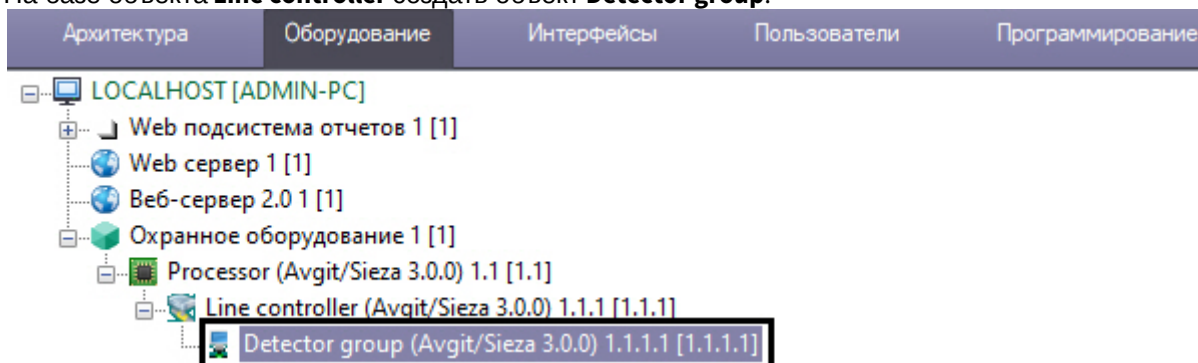 На базе объекта Line controller создать объект Detector group.
Архитектура Оборудование Интерфейсы Пользователи Программирование
LOCALHOST [ADMIN-PC]
Web подсистема отчетов 1 [1]
Web сервер 1 [1]
Веб-сервер 2.0 1 [1]
Охранное оборудование 1 [1]
Processor (Avgit/Sieza 3.0.0) 1.1 [1.1]
Line controller (Avgit/Sieza 3.0.0) 1.1.1 [1.1.1]
Detector group (Avgit/Sieza 3.0.0) 1.1.1.1 [1.1.1.1]